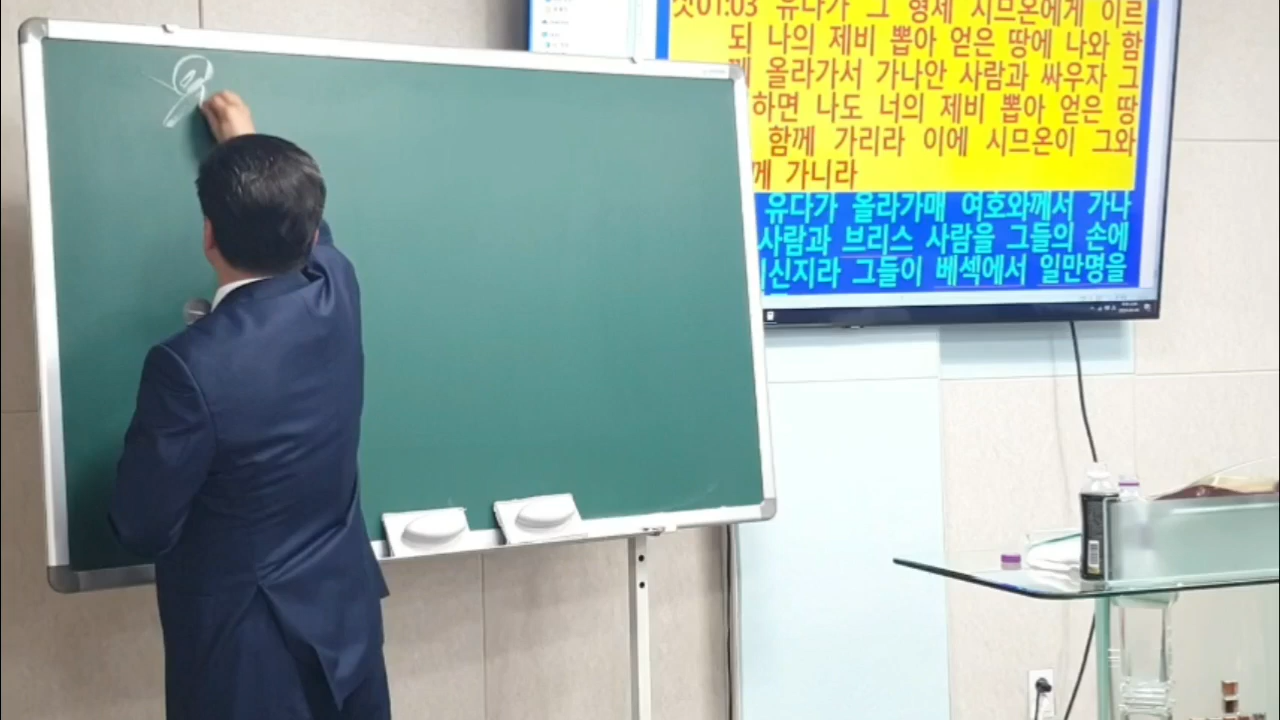 삿01:03 유다가 그 형제 시므온에게 이르
되 나의 제비 뽑아 얻은 땅에 나와 함
께 올라가서 가나안 사람과 싸우자 그
하면 나도 너의 제비 뽑아 얻은 땅
함께 가리라 이에 시므온이 그와
께 가니라
유다가 올라가매 여호와께서 가나
사람과 브리스 사람을 그들의 손에
신지라 그들이 베섹에서 일만명을